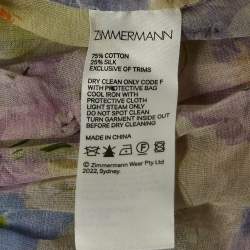 ZIMMERMANN
75% COTTON
25% SILK
EXCLUSIVE OF TRIMS
DRY CLEAN ONLY CODE F
WITH PROTECTIVE BAG
COOL IRON WITH
PROTECTIVE CLOTH
LIGHT STEAM ONLY
DO NOT SPOT CLEAN
TURN GARMENT INSIDE OUT
BEFORE DRY CLEANING
MADE IN CHINA
© Zimmermann Wear Pty Ltd
2022, Sydney.